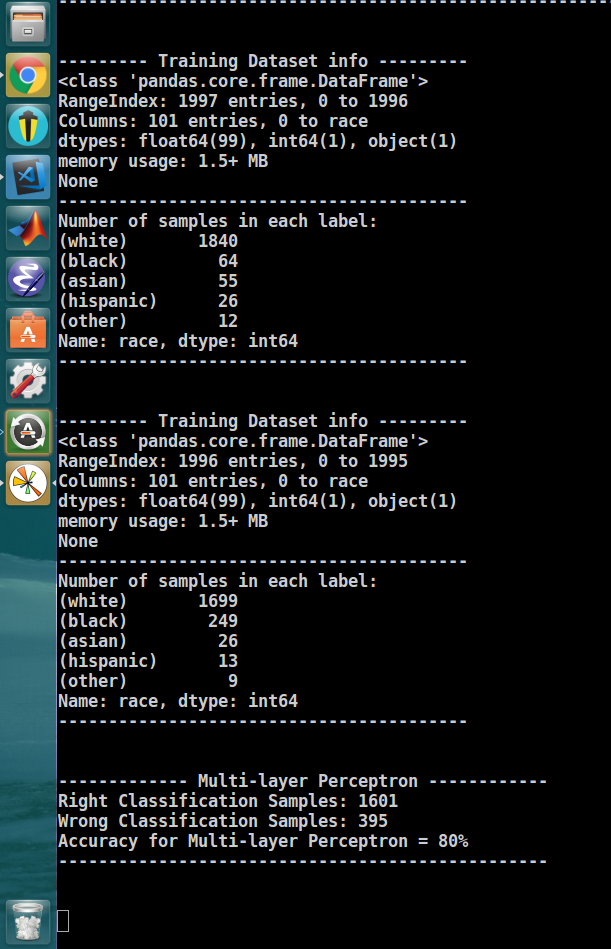 -------------------------------------------------------
--------- Training Dataset info ---------
<class 'pandas.core.frame.DataFrame'>
RangeIndex: 1997 entries, 0 to 1996
Columns: 101 entries, 0 to race
dtypes: float64(99), int64(1), object(1)
memory usage: 1.5+ MB
None
-----------------------------------------
Number of samples in each label:
(white)       1840
(black)         64
(asian)         55
(hispanic)      26
(other)         12
Name: race, dtype: int64
-----------------------------------------
--------- Training Dataset info ---------
<class 'pandas.core.frame.DataFrame'>
RangeIndex: 1996 entries, 0 to 1995
Columns: 101 entries, 0 to race
dtypes: float64(99), int64(1), object(1)
memory usage: 1.5+ MB
None
-----------------------------------------
Number of samples in each label:
(white)       1699
(black)        249
(asian)         26
(hispanic)      13
(other)          9
Name: race, dtype: int64
-----------------------------------------
------------- Multi-layer Perceptron ------------
Right Classification Samples: 1601
Wrong Classification Samples: 395
Accuracy for Multi-layer Perceptron = 80%
-------------------------------------------------